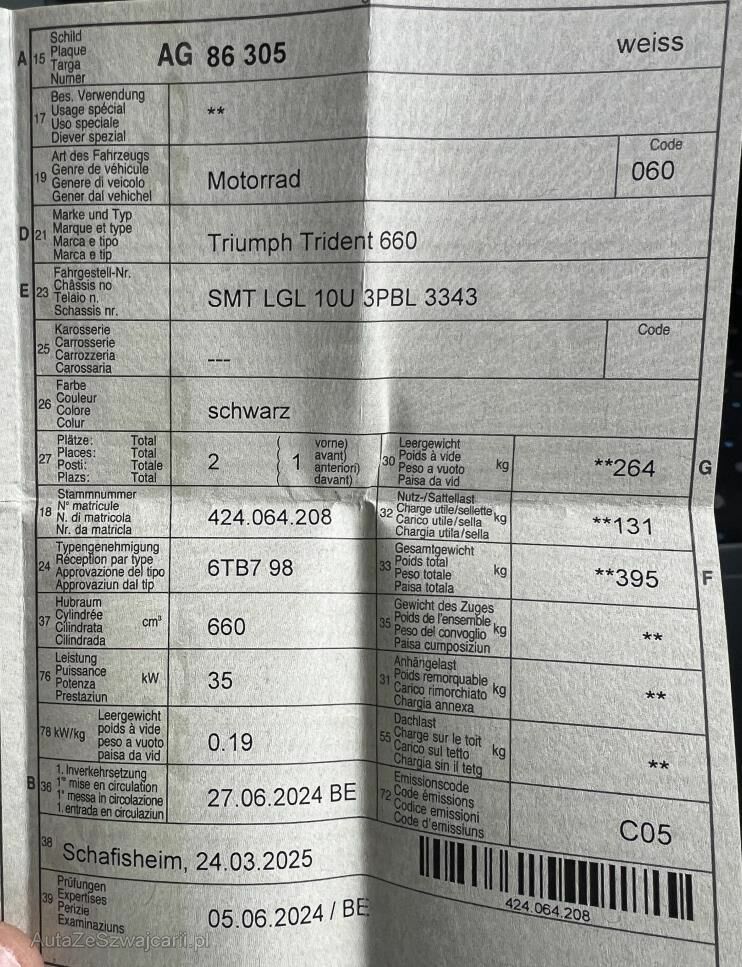 A 15 Schild
Plaque
Targa
Numer
AG 86 305 weiss
17 Bes. Verwendung
Usage spécial
Uso speciale
Diever spezial
**
19 Art des Fahrzeugs
Genre de véhicule
Genere di veicolo
Gener dal vehichel
Motorrad
Code
060
D 21 Marke und Typ
Marque et type
Marca e tipo
Marca e tip
Triumph Trident 660
E 23 Fahrgestell-Nr.
Châssis no
Telaio n.
Schassis nr.
SMT LGL 10U 3PBL 3343
25 Karosserie
Carrosserie
Carrozzeria
Carossaria
---
Code
26 Farbe
Couleur
Colore
Colur
schwarz
27 Plätze: Total
Places: Total
Posti: Totale
Plazs: Total
2
( 1 vorne)
avant)
anteriori)
davant)
30 Leergewicht
Poids à vide
Peso a vuoto
Paisa da vid
kg
**264
G
18 Stammnummer
N° matricule
N. di matricola
Nr. da matricla
424.064.208
32 Nutz-/Sattellast
Charge utile/sellette
Carico utile/sella
Chargia utila/sella
kg
**131
24 Typengenehmigung
Réception par type
Approvazione del tipo
Approvaziun dal tip
6TB7 98
33 Gesamtgewicht
Poids total
Peso totale
Paisa totala
kg
**395
F
37 Hubraum
Cylindrée
Cilindrata
Cilindrada
cm³
660
35 Gewicht des Zuges
Poids de l'ensemble
Peso del convoglio
Paisa cumposiziun
kg
**
76 Leistung
Puissance
Potenza
Prestaziun
kW
35
31 Anhängelast
Poids remorquable
Carico rimorchiato
Chargia annexa
kg
**
78 kW/kg
Leergewicht
poids à vide
peso a vuoto
paisa da vid
0.19
55 Dachlast
Charge sur le toit
Carico sul tetto
Chargia sin il tetg
kg
**
B 36 1. Inverkehrsetzung
1re mise en circulation
1a messa in circolazione
1. entrada en circulaziun
27.06.2024 BE
72 Emissionscode
Code émissions
Codice emissioni
Code d'emissiuns
C05
38
Schafisheim, 24.03.2025
424.064.208
39 Prüfungen
Expertises
Perizie
Examinaziuns
05.06.2024 / BE
AutaZeSzwajcarii.pl